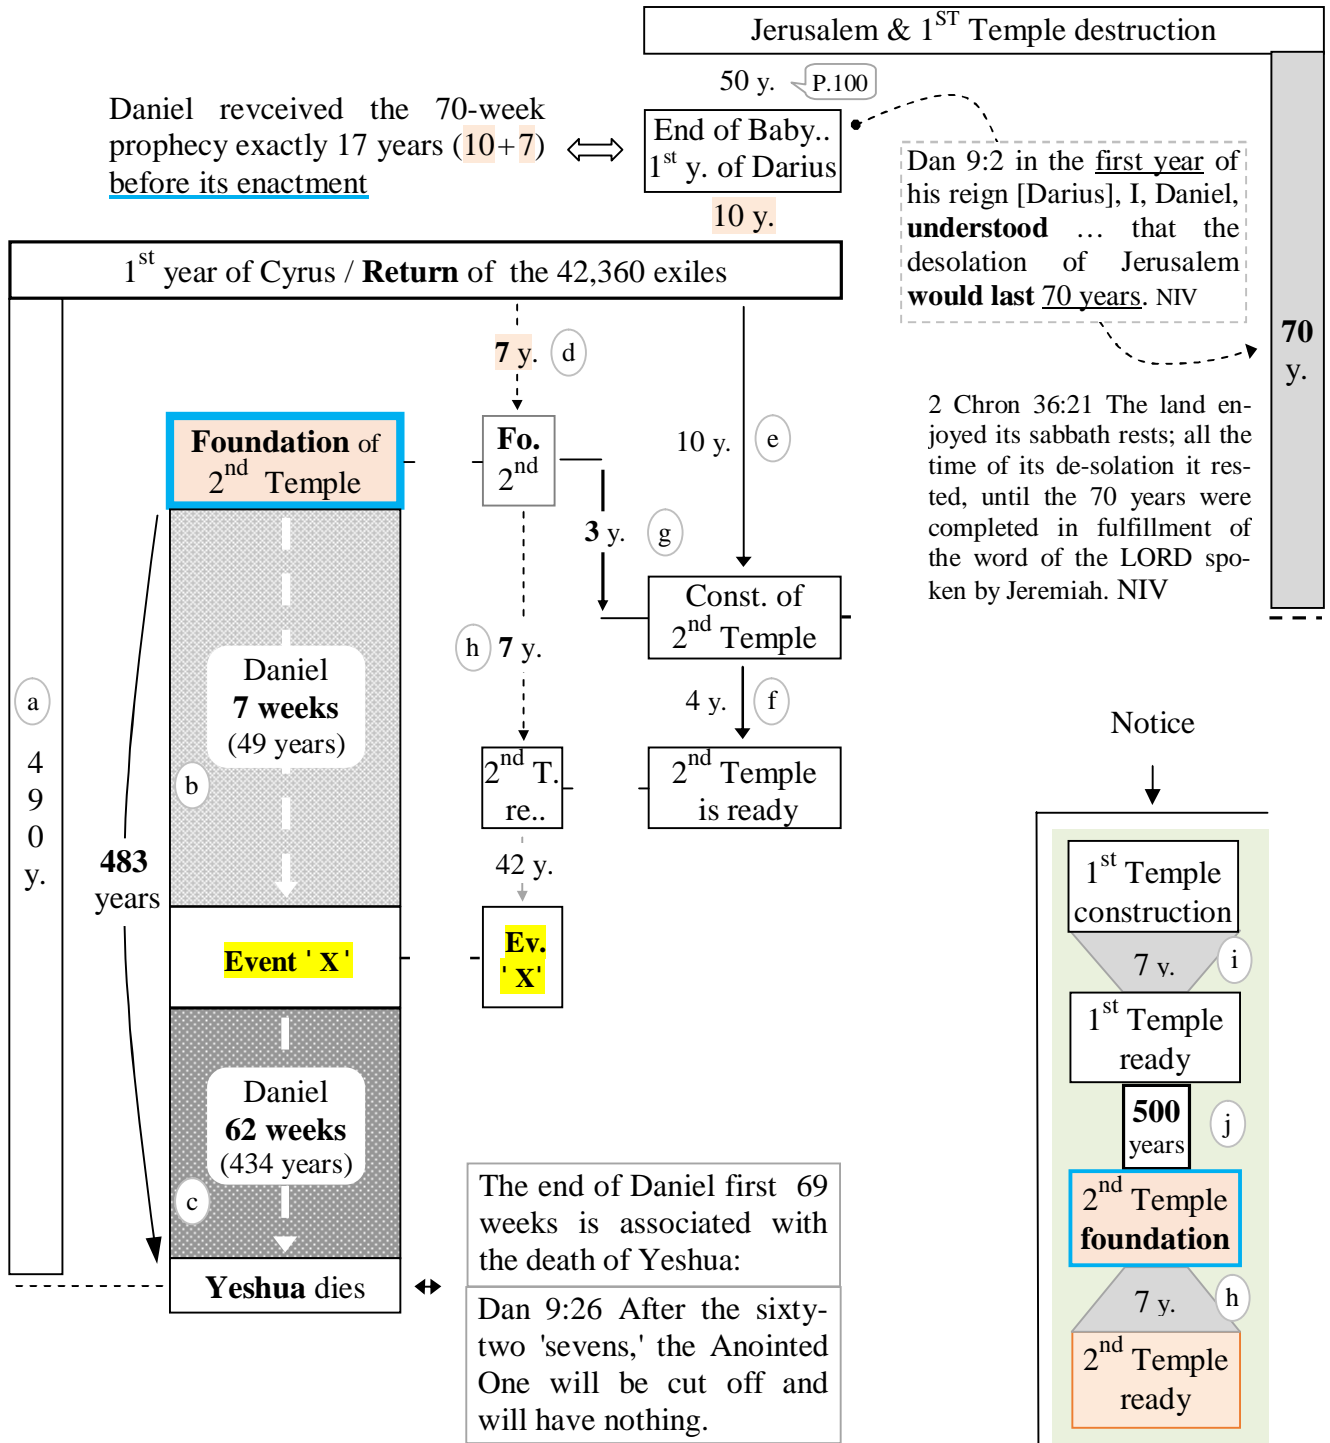 Jerusalem & 1ST Temple destruction
50 y.
P.100
Daniel revceived the 70-week
prophecy exactly 17 years (10+7)
before its enactment
End of Baby..
1st y. of Darius
10 y.
Dan 9:2 in the first year of
his reign [Darius], I, Daniel,
understood … that the
desolation of Jerusalem
would last 70 years. NIV
70
y.
1st year of Cyrus / Return of the 42,360 exiles
7 y.
d
10 y.
e
2 Chron 36:21 The land en-
joyed its sabbath rests; all the
time of its de-solation it res-
ted, until the 70 years were
completed in fulfillment of
the word of the LORD spo-
ken by Jeremiah. NIV
Foundation of
2nd Temple
Fo.
2nd
3 y.
g
Const. of
2nd Temple
h
7 y.
4 y.
f
a
4
9
0
y.
Daniel
7 weeks
(49 years)
b
483
years
2nd T.
re..
2nd Temple
is ready
42 y.
Event ' X '
Ev.
' X'
Daniel
62 weeks
(434 years)
c
Yeshua dies
The end of Daniel first 69
weeks is associated with
the death of Yeshua:
Dan 9:26 After the sixty-
two 'sevens,' the Anointed
One will be cut off and
will have nothing.
Notice
1st Temple
construction
7 y.
i
1st Temple
ready
500
years
j
2nd Temple
foundation
7 y.
h
2nd Temple
ready